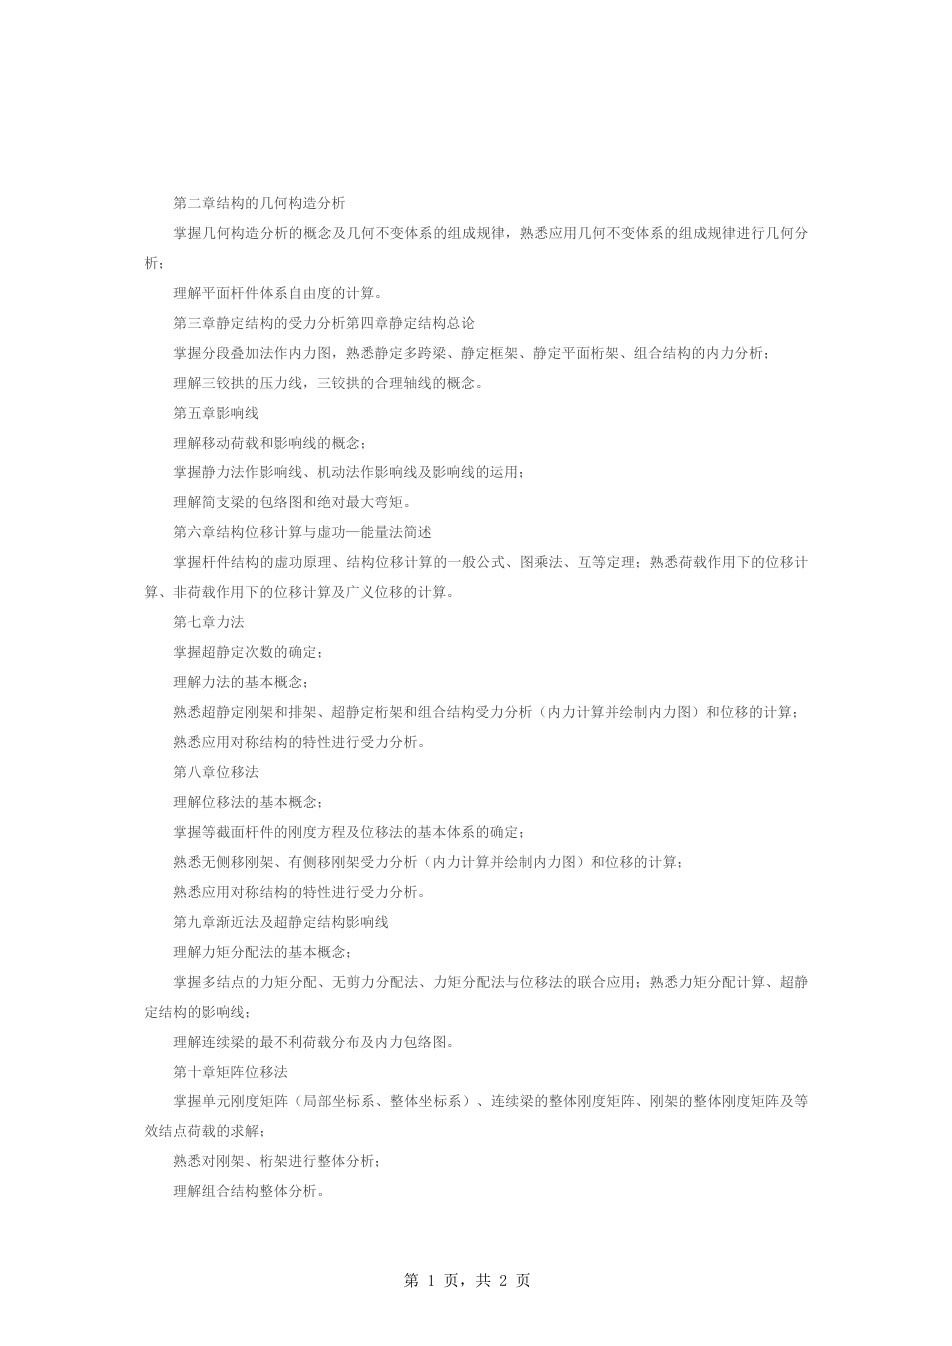 第二章结构的几何构造分析
掌握几何构造分析的概念及几何不变体系的组成规律，熟悉应用几何不变体系的组成规律进行几何分
析；
理解平面杆件体系自由度的计算。
第三章静定结构的受力分析第四章静定结构总论
掌握分段叠加法作内力图，熟悉静定多跨梁、静定框架、静定平面桁架、组合结构的内力分析；
理解三铰拱的压力线，三铰拱的合理轴线的概念。
第五章影响线
理解移动荷载和影响线的概念；
掌握静力法作影响线、机动法作影响线及影响线的运用；
理解简支梁的包络图和绝对最大弯矩。
第六章结构位移计算与虚功—能量法简述
掌握杆件结构的虚功原理、结构位移计算的一般公式、图乘法、互等定理；熟悉荷载作用下的位移计
算、非荷载作用下的位移计算及广义位移的计算。
第七章力法
掌握超静定次数的确定；
理解力法的基本概念；
熟悉超静定刚架和排架、超静定桁架和组合结构受力分析（内力计算并绘制内力图）和位移的计算；
熟悉应用对称结构的特性进行受力分析。
第八章位移法
理解位移法的基本概念；
掌握等截面杆件的刚度方程及位移法的基本体系的确定；
熟悉无侧移刚架、有侧移刚架受力分析（内力计算并绘制内力图）和位移的计算；
熟悉应用对称结构的特性进行受力分析。
第九章渐近法及超静定结构影响线
理解力矩分配法的基本概念；
掌握多结点的力矩分配、无剪力分配法、力矩分配法与位移法的联合应用；熟悉力矩分配计算、超静
定结构的影响线；
理解连续梁的最不利荷载分布及内力包络图。
第十章矩阵位移法
掌握单元刚度矩阵（局部坐标系、整体坐标系）、连续梁的整体刚度矩阵、刚架的整体刚度矩阵及等
效结点荷载的求解；
熟悉对刚架、桁架进行整体分析；
理解组合结构整体分析。
第 1 页，共 2 页